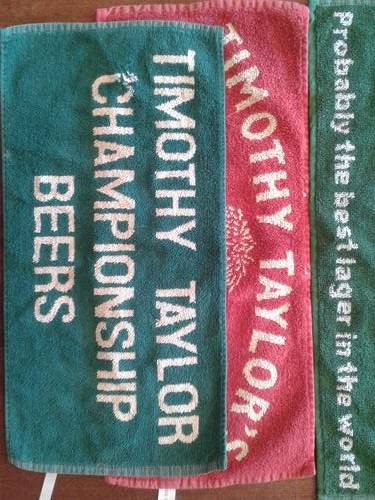 TIMOTHY TAYLOR
CHAMPIONSHIP
BEERS
TIMOTHY TAYLOR'S
Probably the best lager in the world